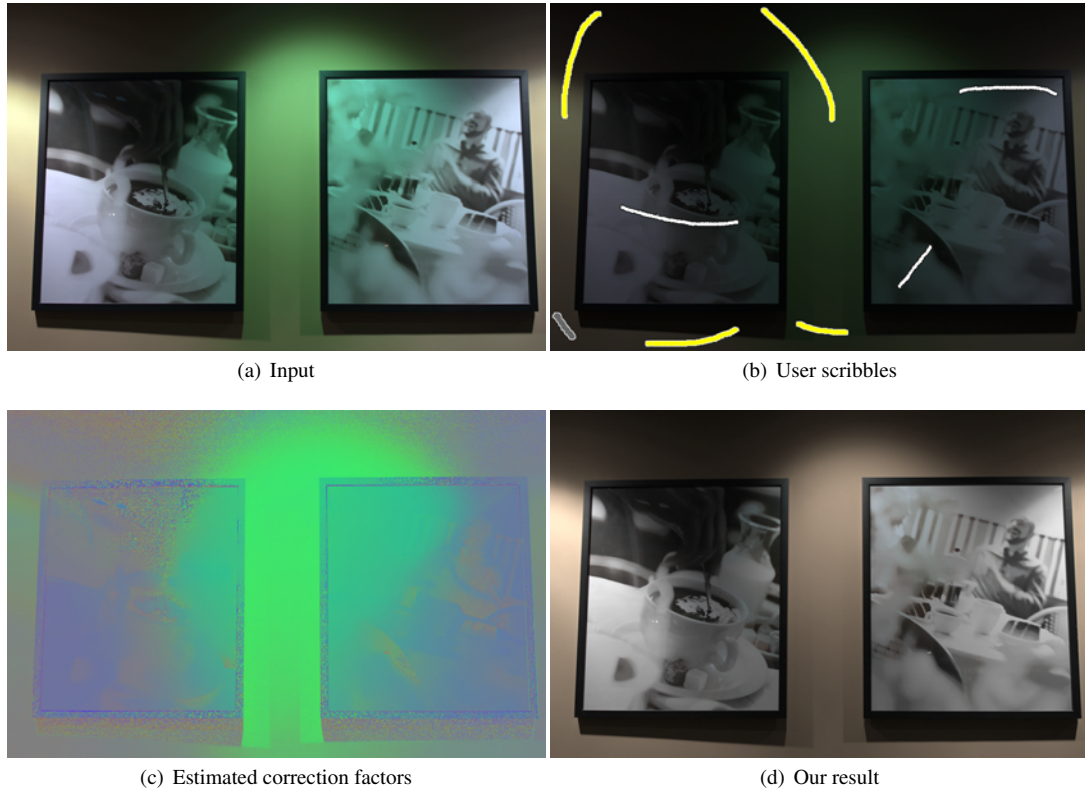 (a) Input
(b) User scribbles
(c) Estimated correction factors
(d) Our result